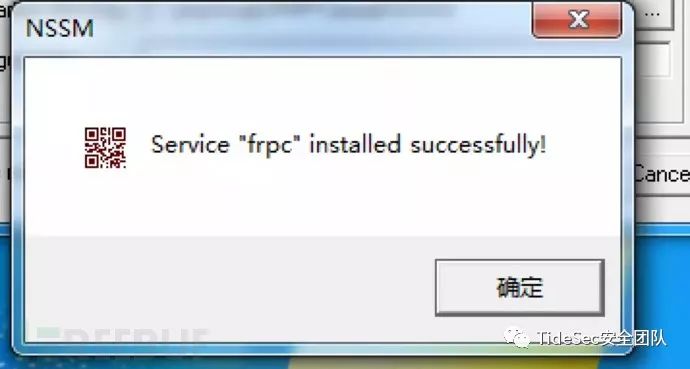 NSSM
...
Service "frpc" installed successfully!
Cance
确定
REEBUF
TideSec安全团队